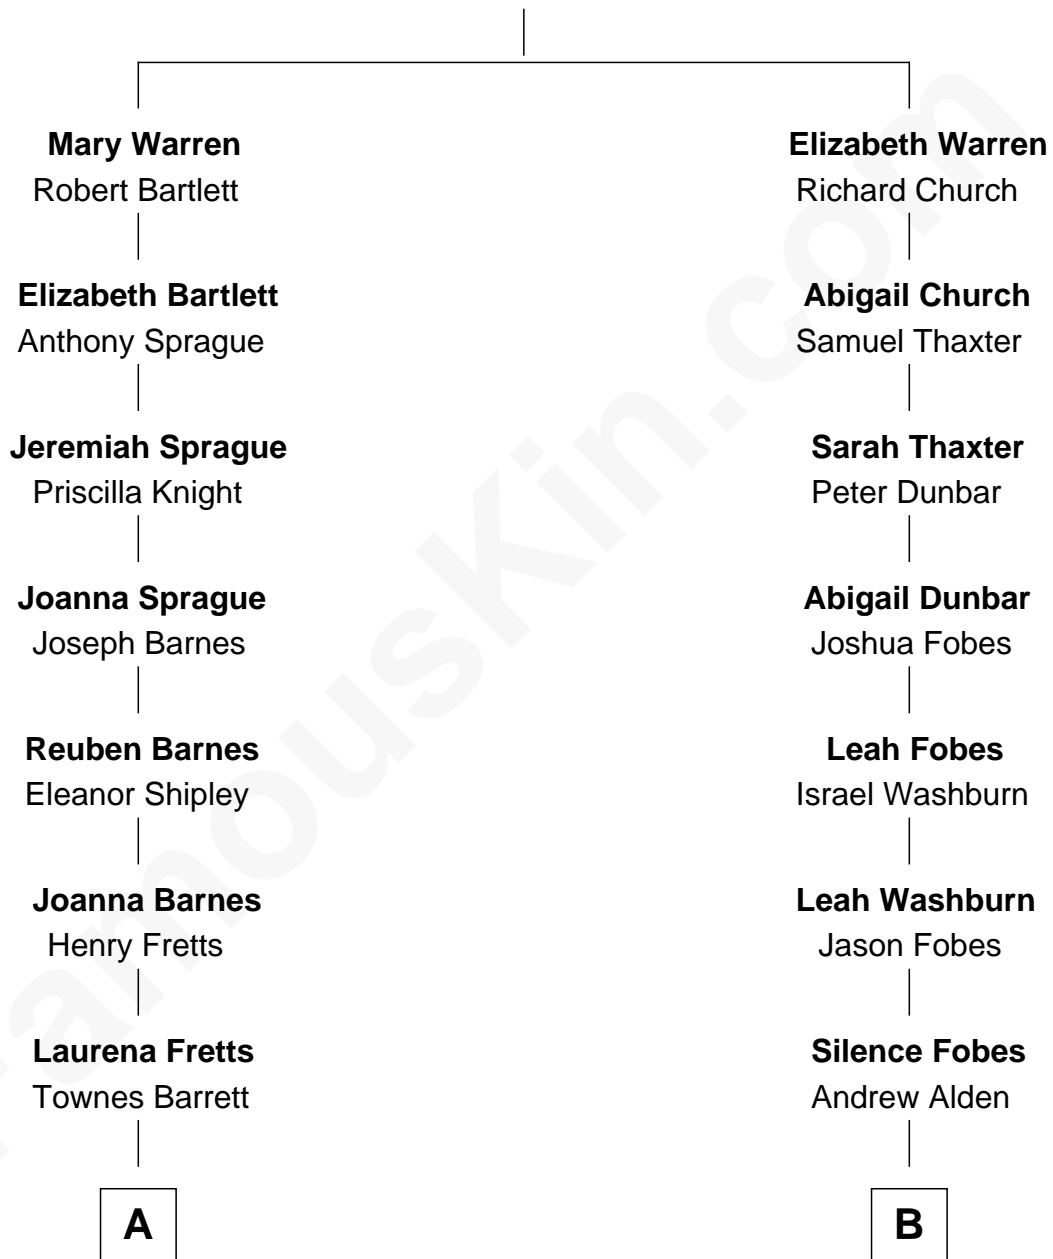 Mary Warren
Robert Bartlett
Elizabeth Warren
Richard Church
Elizabeth Bartlett
Anthony Sprague
Abigail Church
Samuel Thaxter
Jeremiah Sprague
Priscilla Knight
Sarah Thaxter
Peter Dunbar
Joanna Sprague
Joseph Barnes
Abigail Dunbar
Joshua Fobes
Reuben Barnes
Eleanor Shipley
Leah Fobes
Israel Washburn
Joanna Barnes
Henry Fretts
Leah Washburn
Jason Fobes
Laurena Fretts
Townes Barrett
Silence Fobes
Andrew Alden
A
B
FamousKin.com